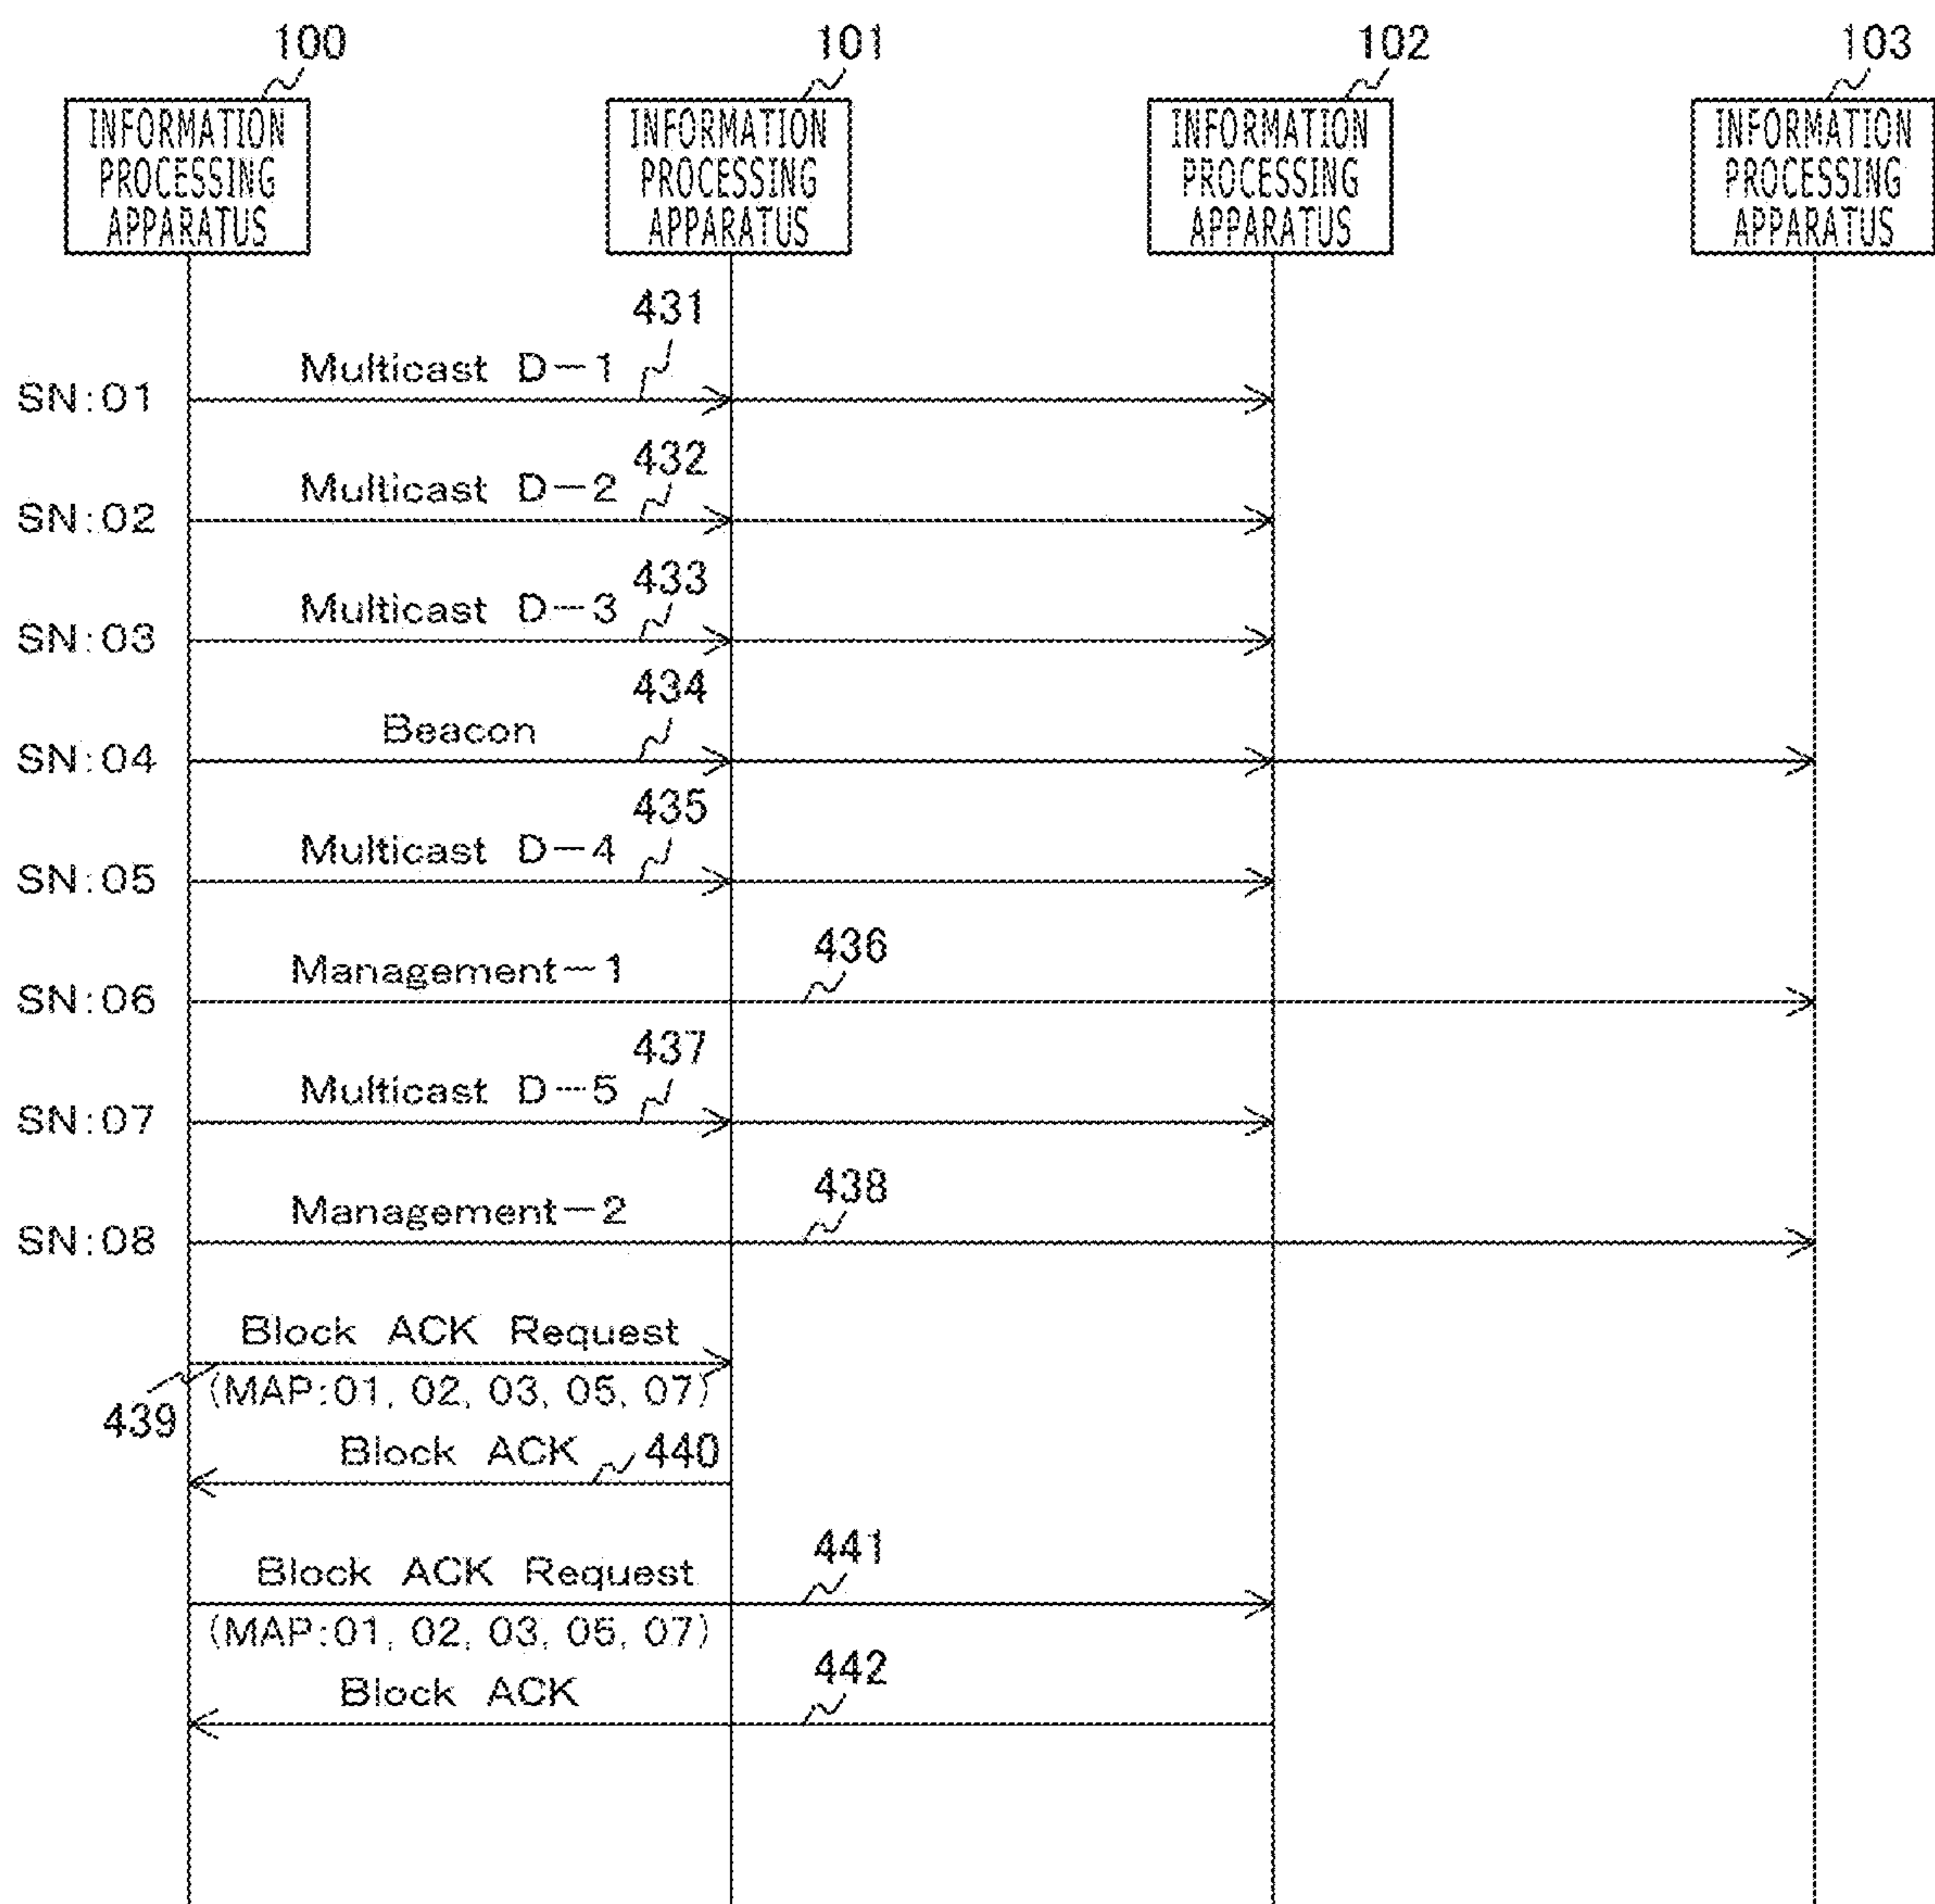 100
101
102
103
INFORMATION
PROCESSING
APPARATUS
INFORMATION
PROCESSING
APPARATUS
INFORMATION
PROCESSING
APPARATUS
INFORMATION
PROCESSING
APPARATUS
431
Multicast D-1
SN:01
432
Multicast D-2
SN:02
433
Multicast D-3
SN:03
434
Beacon
SN:04
435
Multicast D-4
SN:05
436
Management-1
SN:06
437
Multicast D-5
SN:07
438
Management-2
SN:08
Block ACK Request
(MAP:01, 02, 03, 05, 07)
439
Block ACK
440
441
Block ACK Request
(MAP:01, 02, 03, 05, 07)
442
Block ACK